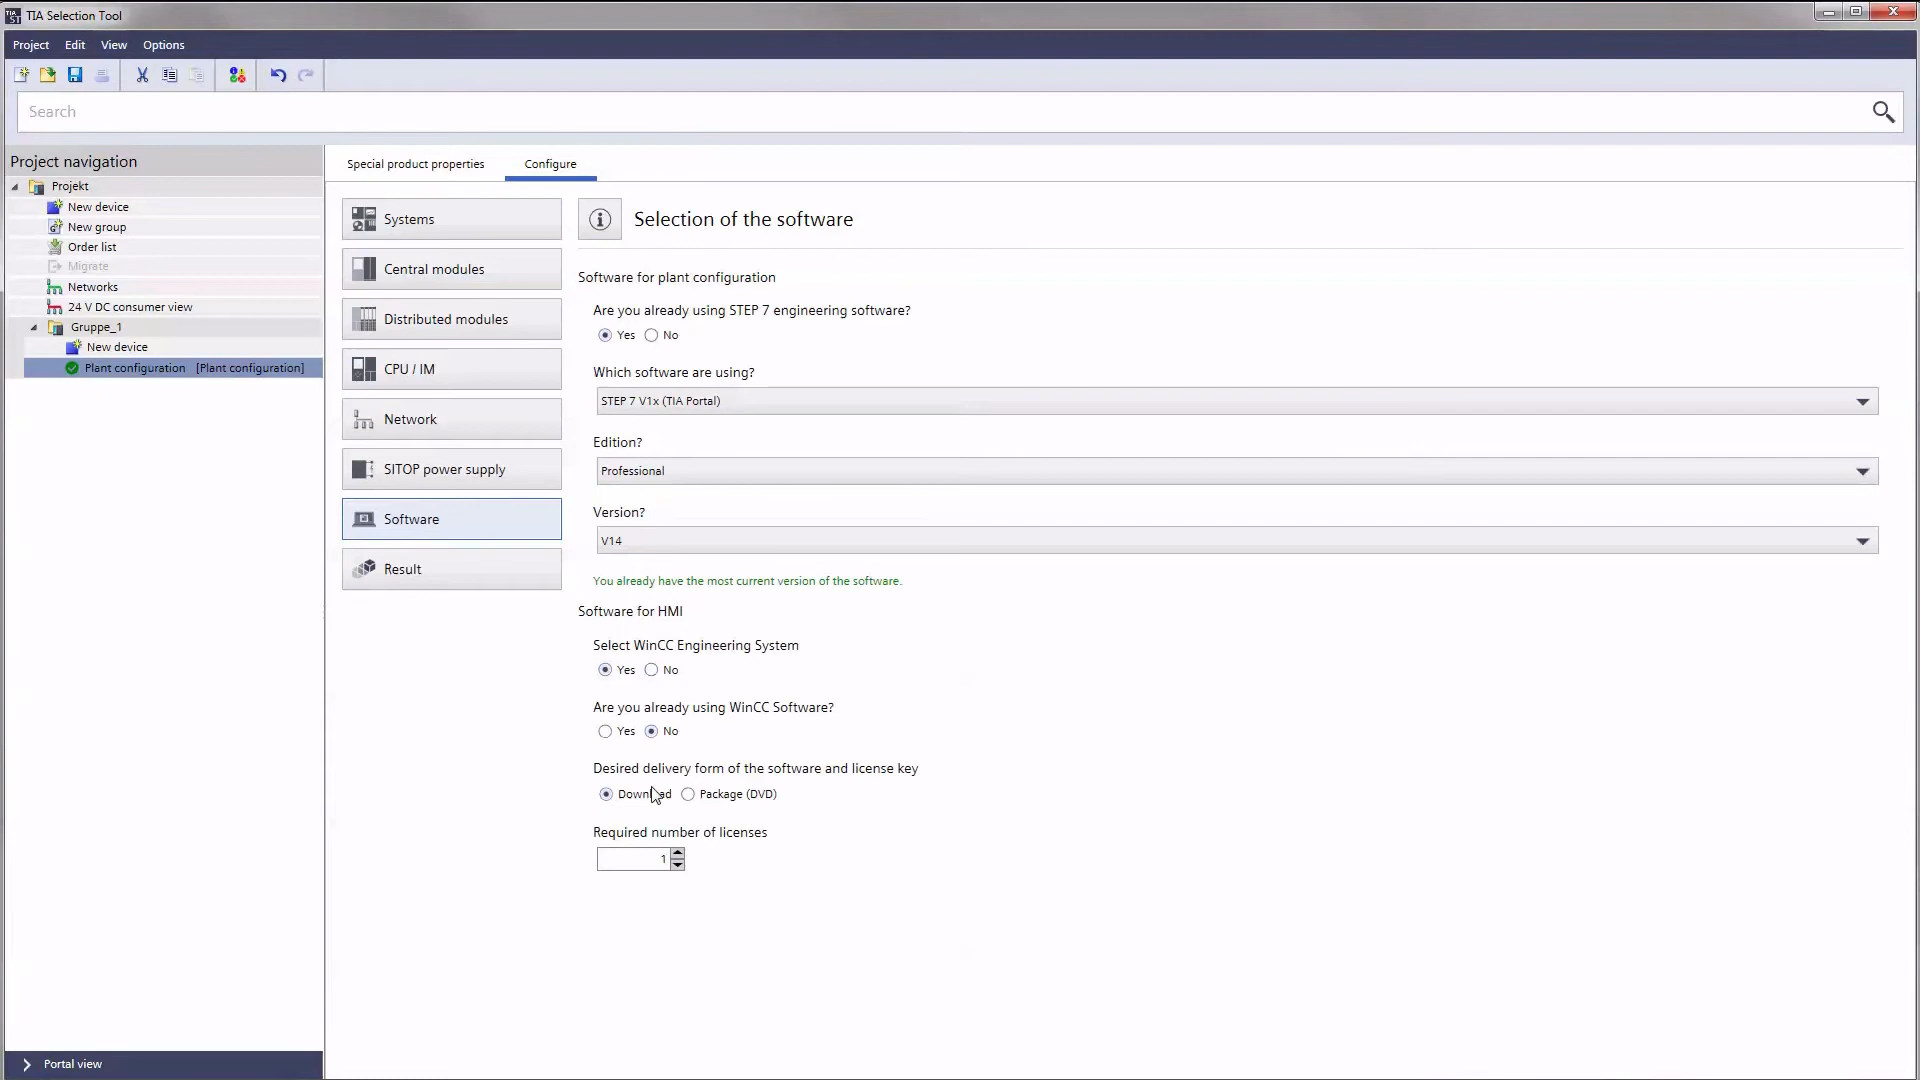 TIA Selection Tool
Project Edit View Options
Search
Project navigation
Projekt
New device
New group
Order list
Migrate
Networks
24 V DC consumer view
Gruppe_1
New device
Plant configuration [Plant configuration]
Portal view
Special product properties Configure
Systems
Central modules
Distributed modules
CPU / IM
Network
SITOP power supply
Software
Result
Selection of the software
Software for plant configuration
Are you already using STEP 7 engineering software?
Yes No
Which software are using?
STEP 7 V1x (TIA Portal)
Edition?
Professional
Version?
V14
You already have the most current version of the software.
Software for HMI
Select WinCC Engineering System
Yes No
Are you already using WinCC Software?
Yes No
Desired delivery form of the software and license key
Download Package (DVD)
Required number of licenses
1